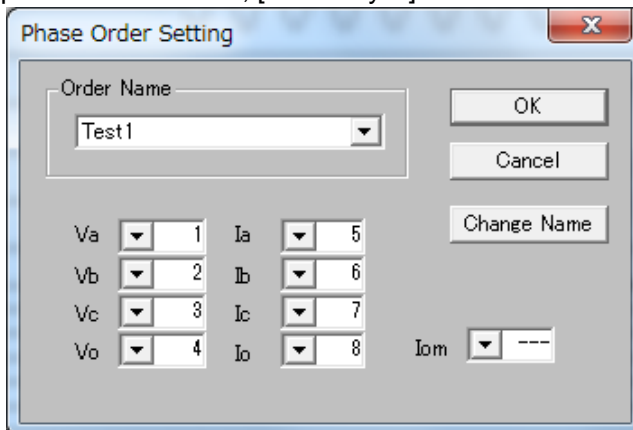 Phase Order Setting
Order Name
Test1
OK
Cancel
Change Name
Va 1 Ia 5
Vb 2 Ib 6
Vc 3 Ic 7
Vo 4 Io 8 Iom ---